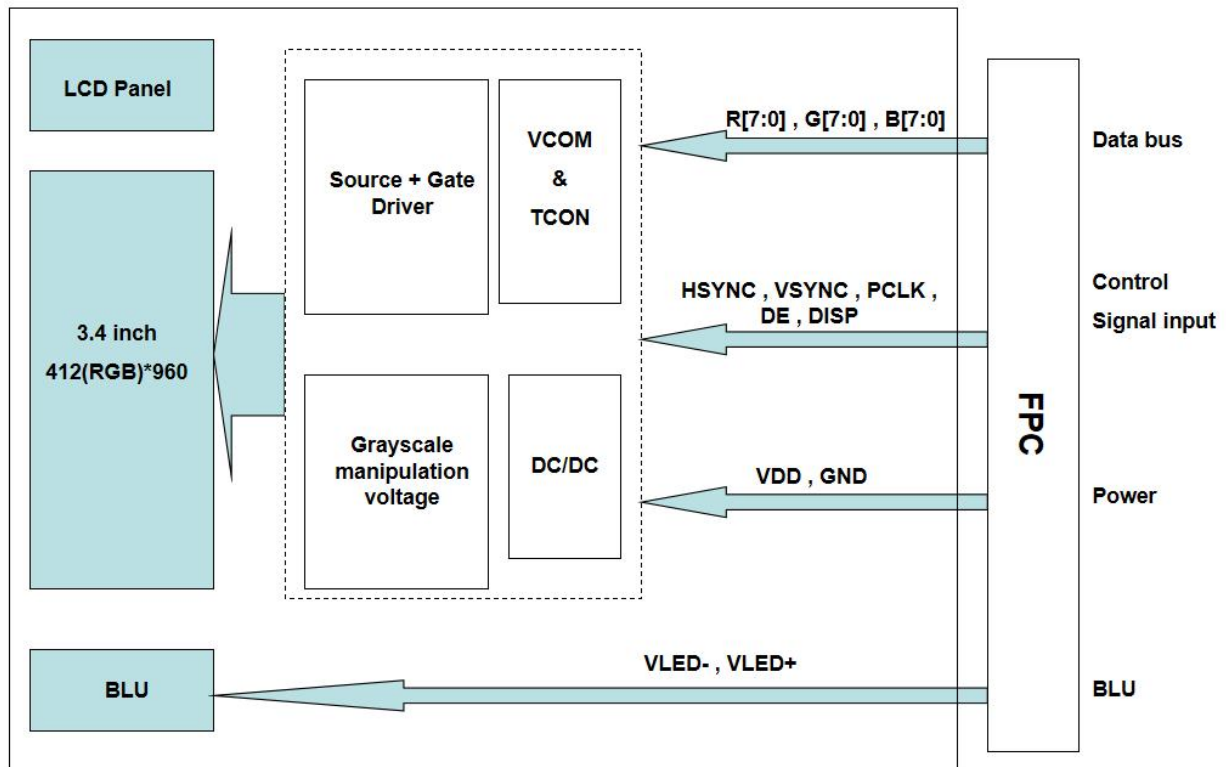 LCD Panel
3.4 inch
412(RGB)*960
BLU
Source + Gate
Driver
VCOM
&
TCON
Grayscale
manipulation
voltage
DC/DC
R[7:0] , G[7:0] , B[7:0]
HSYNC , VSYNC , PCLK ,
DE , DISP
VDD , GND
VLED- , VLED+
FPC
Data bus
Control
Signal input
Power
BLU